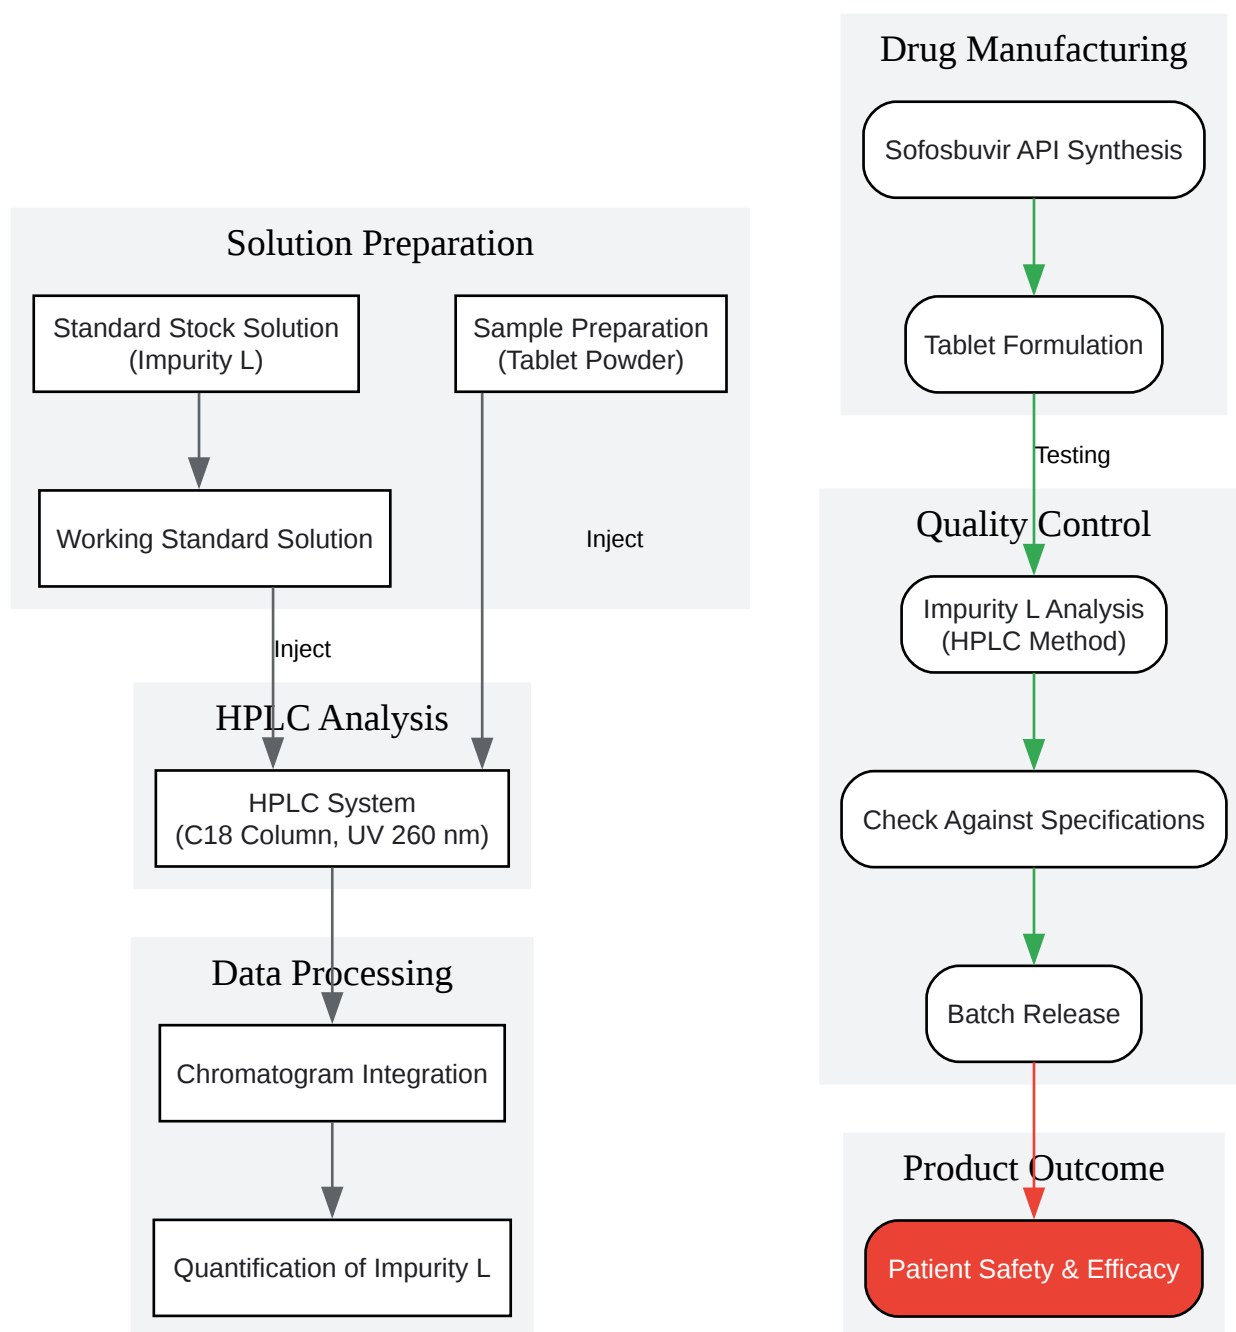 Solution Preparation
Standard Stock Solution
(Impurity L)
Sample Preparation
(Tablet Powder)
Working Standard Solution
Inject
Inject
HPLC Analysis
HPLC System
(C18 Column, UV 260 nm)
Data Processing
Chromatogram Integration
Quantification of Impurity L
Drug Manufacturing
Sofosbuvir API Synthesis
Tablet Formulation
Testing
Quality Control
Impurity L Analysis
(HPLC Method)
Check Against Specifications
Batch Release
Product Outcome
Patient Safety & Efficacy